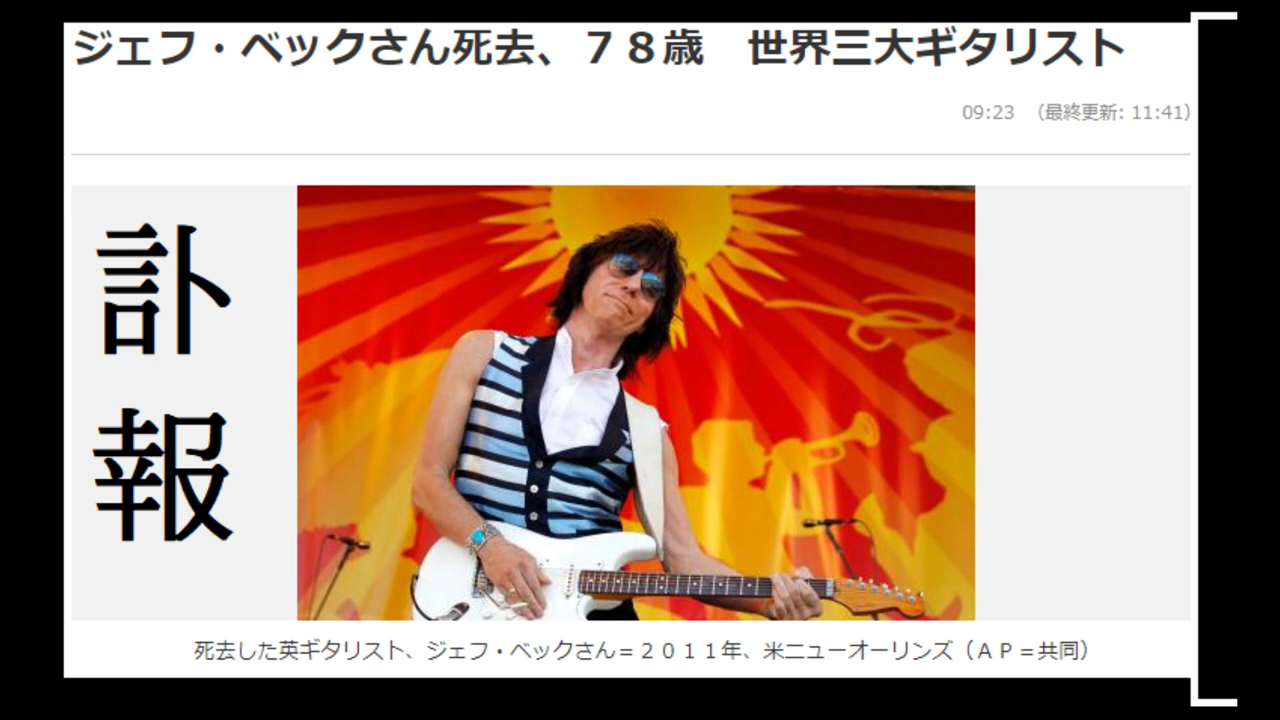 ジェフ・ベックさん死去、７８歳　世界三大ギタリスト
09:23　（最終更新: 11:41）
訃報
死去した英ギタリスト、ジェフ・ベックさん＝２０１１年、米ニューオーリンズ（ＡＰ＝共同）